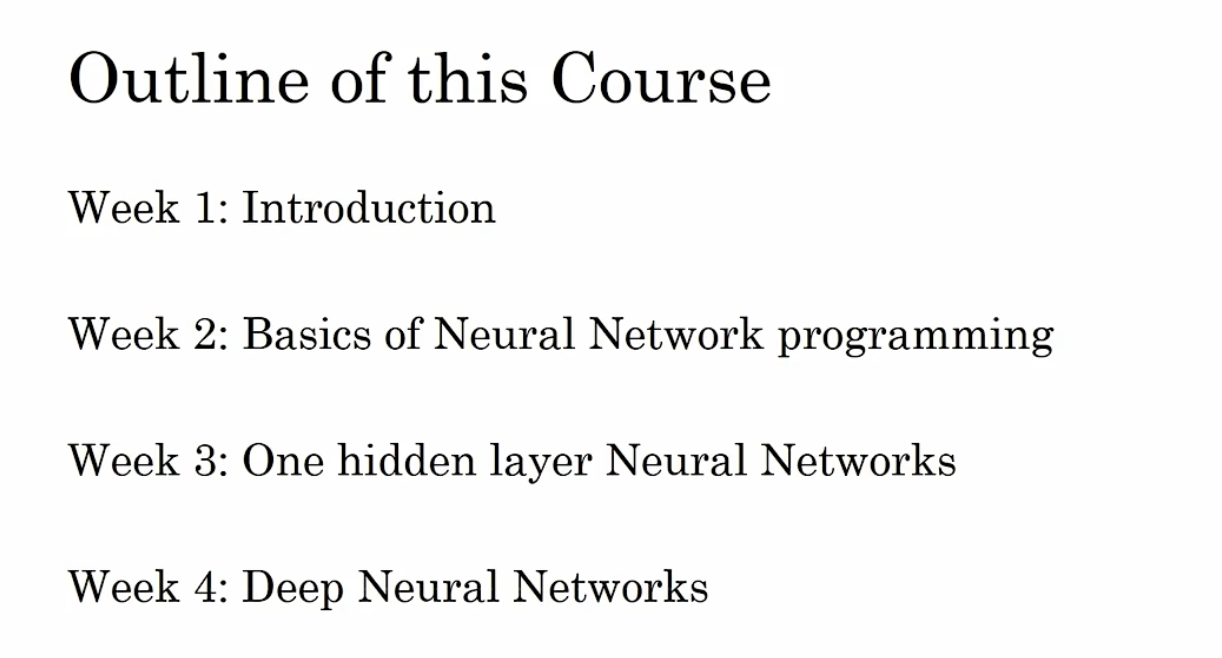 Outline of this Course
Week 1: Introduction
Week 2: Basics of Neural Network programming
Week 3: One hidden layer Neural Networks
Week 4: Deep Neural Networks